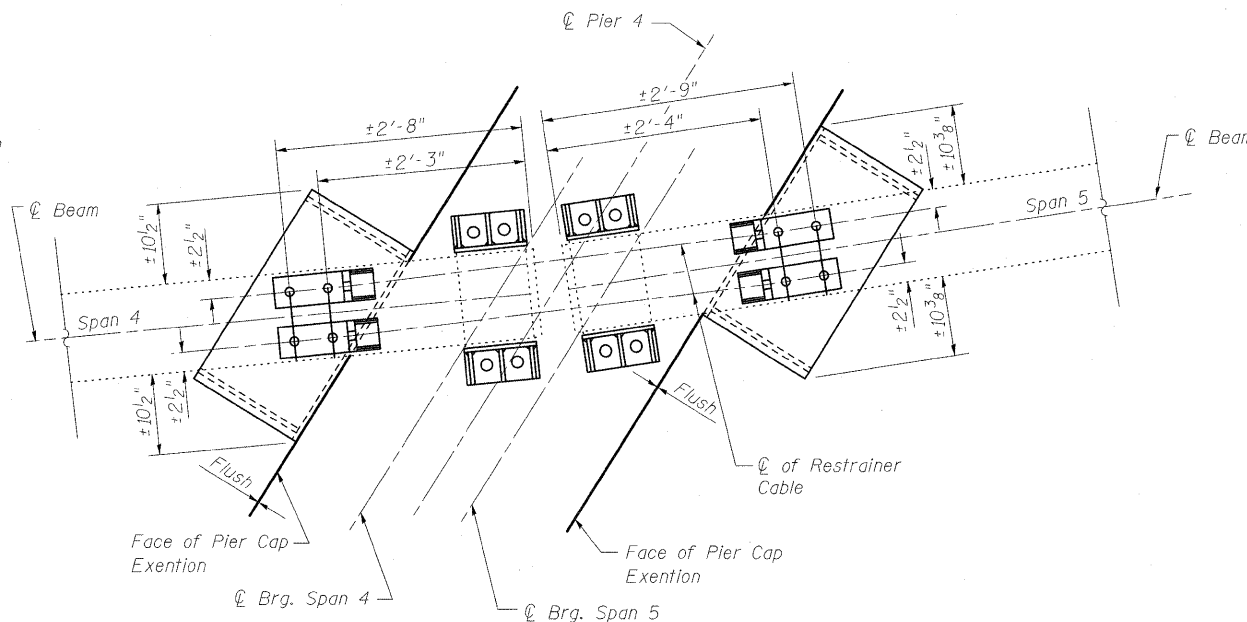 ℄ Pier 4
±2'-9"
±2'-8"
±2'-4"
±2'-3"
℄ Beam
℄ Beam
±10½"
±2½"
±2½"
±10⅜"
Span 4
Span 5
±10½"
±2½"
±2½"
±10⅜"
Flush
Flush
℄ of Restrainer
Cable
Face of Pier Cap
Exention
Face of Pier Cap
Exention
℄ Brg. Span 4
℄ Brg. Span 5